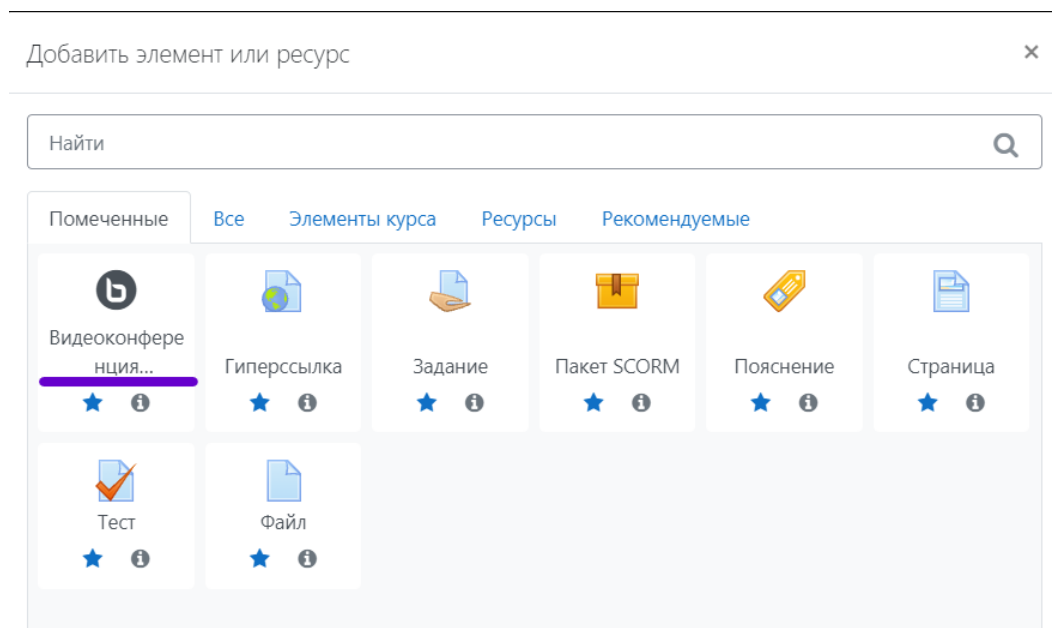 Добавить элемент или ресурс
Найти
Помеченные Все Элементы курса Ресурсы Рекомендуемые
Видеоконфере
нция... Гиперссылка Задание Пакет SCORM Пояснение Страница
Тест Файл